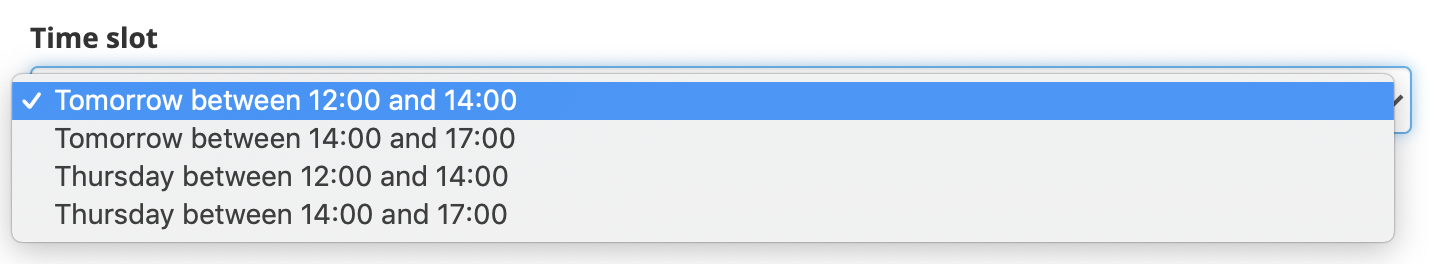 Time slot
Tomorrow between 12:00 and 14:00
Tomorrow between 14:00 and 17:00
Thursday between 12:00 and 14:00
Thursday between 14:00 and 17:00